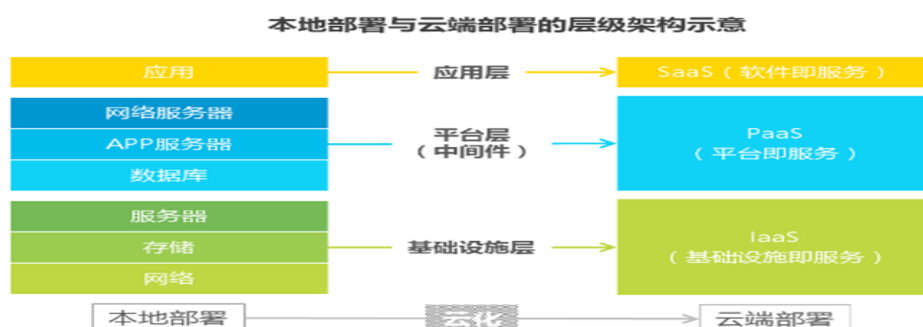 本地部署与云端部署的层级架构示意
应用
应用层
SaaS（软件即服务）
网络服务器
APP服务器
数据库
平台层
（中间件）
PaaS
（平台即服务）
服务器
存储
网络
基础设施层
IaaS
（基础设施即服务）
本地部署
云化
云端部署